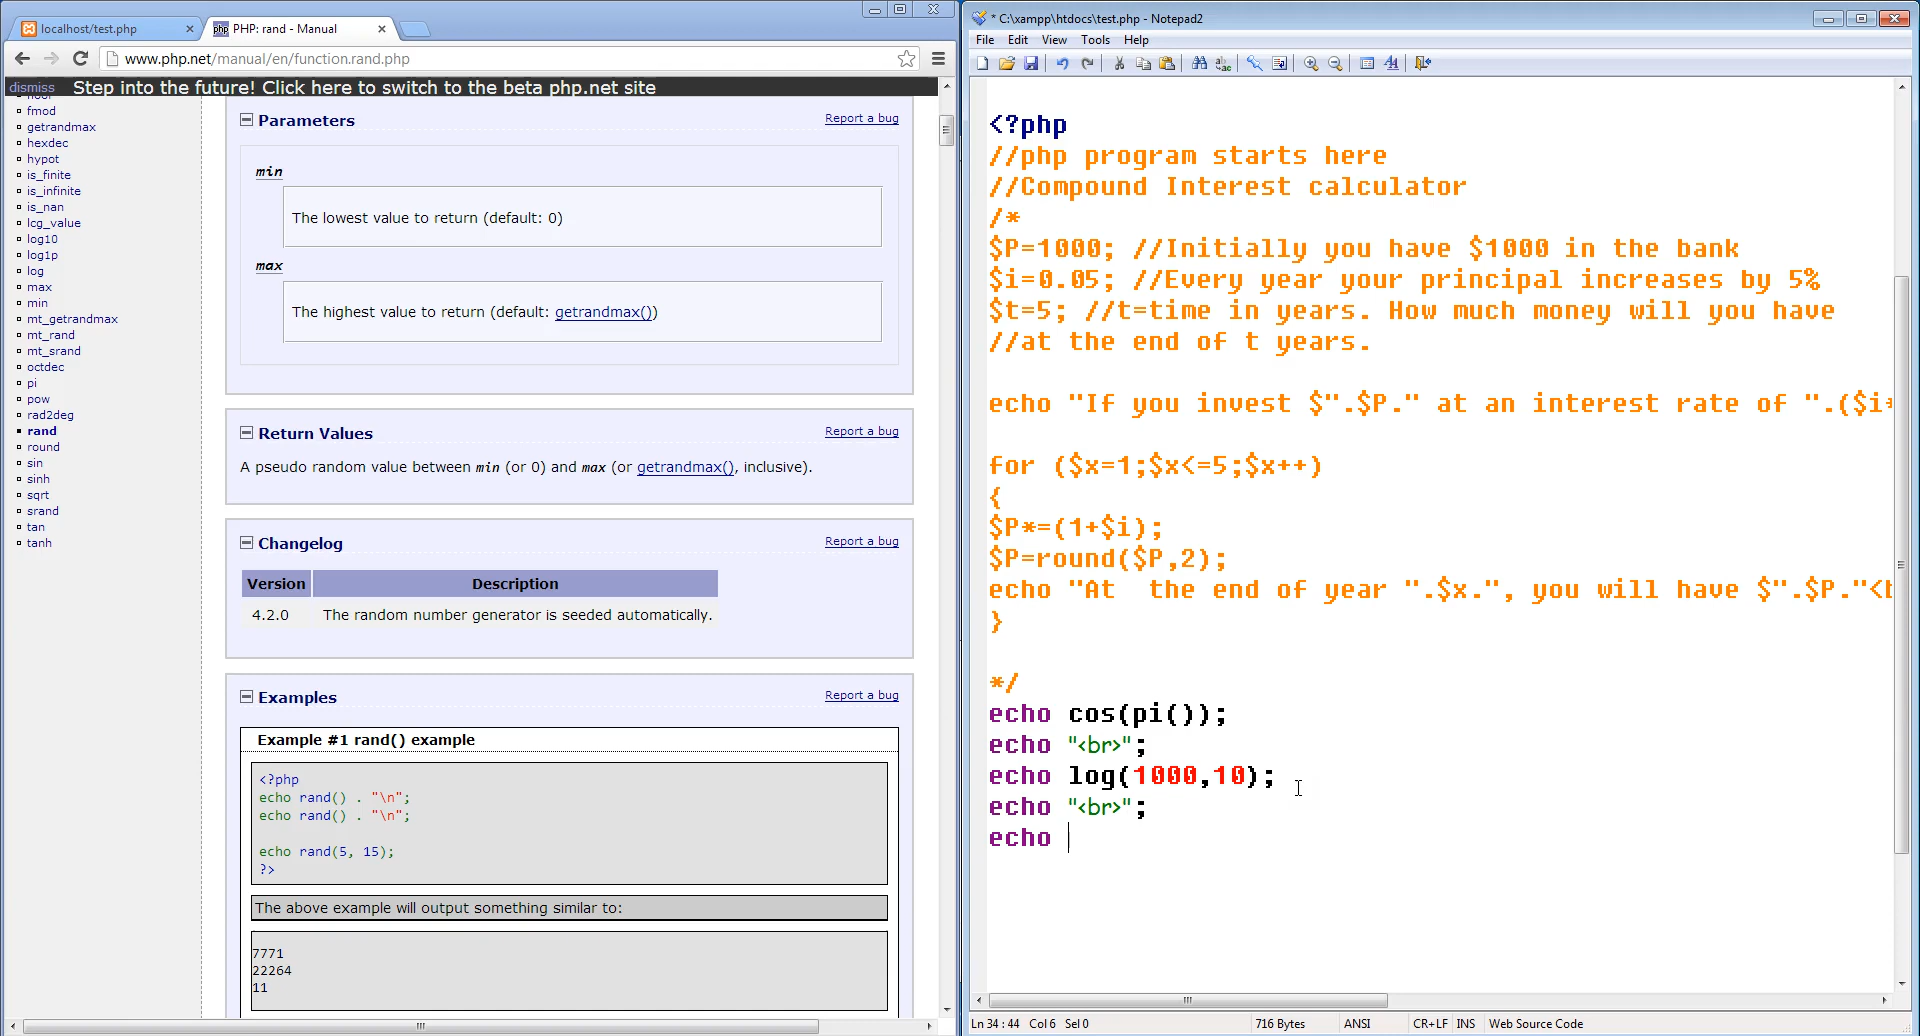 localhost/test.php
PHP: rand - Manual
www.php.net/manual/en/function.rand.php
dismiss Step into the future! Click here to switch to the beta php.net site
fmod
getrandmax
hexdec
hypot
is_finite
is_infinite
is_nan
lcg_value
log10
log1p
log
max
min
mt_getrandmax
mt_rand
mt_srand
octdec
pi
pow
rad2deg
rand
round
sin
sinh
sqrt
srand
tan
tanh
Parameters
Report a bug
min
The lowest value to return (default: 0)
max
The highest value to return (default: getrandmax())
Return Values
Report a bug
A pseudo random value between min (or 0) and max (or getrandmax(), inclusive).
Changelog
Report a bug
Version Description
4.2.0 The random number generator is seeded automatically.
Examples
Report a bug
Example #1 rand() example
<?php
echo rand() . "\n";
echo rand() . "\n";
echo rand(5, 15);
?>
The above example will output something similar to:
7771
22264
11
* C:\xampp\htdocs\test.php - Notepad2
File Edit View Tools Help
<?php
//php program starts here
//Compound Interest calculator
/*
$P=1000; //Initially you have $1000 in the bank
$i=0.05; //Every year your principal increases by 5%
$t=5; //t=time in years. How much money will you have
//at the end of t years.
echo "If you invest $".$P." at an interest rate of ".($i*
for ($x=1;$x<=5;$x++)
{
$P*=(1+$i);
$P=round($P,2);
echo "At  the end of year ".$x.", you will have $".$P."<b
}
*/
echo cos(pi());
echo "<br>";
echo log(1000,10);
echo "<br>";
echo
Ln 34 : 44 Col 6 Sel 0
716 Bytes
ANSI
CR+LF
INS
Web Source Code